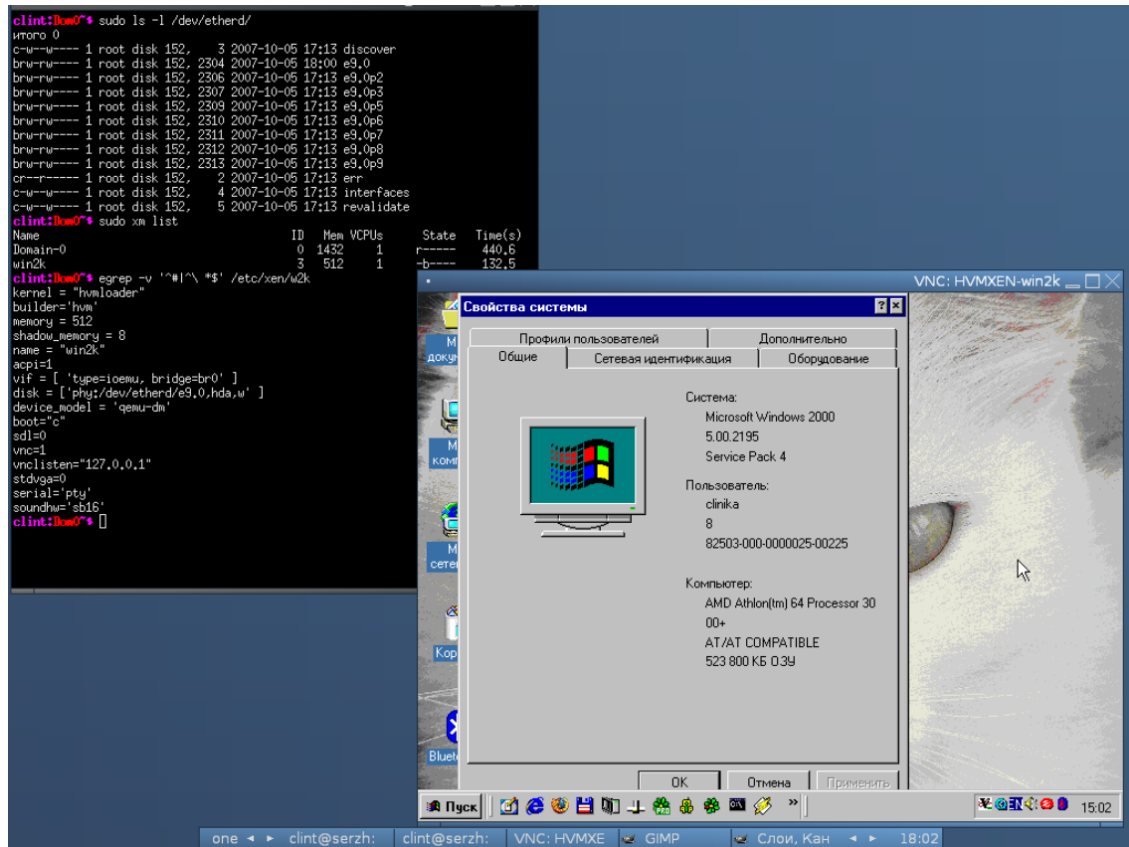 clint:Dom0~$ sudo ls -l /dev/etherd/
итого 0
c-w--w---- 1 root disk 152,    3 2007-10-05 17:13 discover
brw-rw---- 1 root disk 152, 2304 2007-10-05 18:00 e9.0
brw-rw---- 1 root disk 152, 2306 2007-10-05 17:13 e9.0p2
brw-rw---- 1 root disk 152, 2307 2007-10-05 17:13 e9.0p3
brw-rw---- 1 root disk 152, 2309 2007-10-05 17:13 e9.0p5
brw-rw---- 1 root disk 152, 2310 2007-10-05 17:13 e9.0p6
brw-rw---- 1 root disk 152, 2311 2007-10-05 17:13 e9.0p7
brw-rw---- 1 root disk 152, 2312 2007-10-05 17:13 e9.0p8
brw-rw---- 1 root disk 152, 2313 2007-10-05 17:13 e9.0p9
cr--r----- 1 root disk 152,    2 2007-10-05 17:13 err
c-w--w---- 1 root disk 152,    4 2007-10-05 17:13 interfaces
c-w--w---- 1 root disk 152,    5 2007-10-05 17:13 revalidate
clint:Dom0~$ sudo xm list
Name ID Mem VCPUs State Time(s)
Domain-0 0 1432 1 r----- 440.6
win2k 3 512 1 -b---- 132.5
clint:Dom0~$ egrep -v '^#|^\ *$' /etc/xen/w2k
kernel = "hvmloader"
builder='hvm'
memory = 512
shadow_memory = 8
name = "win2k"
acpi=1
vif = [ 'type=ioemu, bridge=br0' ]
disk = ['phy:/dev/etherd/e9.0,hda,w' ]
device_model = 'qemu-dm'
boot="c"
sdl=0
vnc=1
vnclisten="127.0.0.1"
stdvga=0
serial='pty'
soundhw='sb16'
clint:Dom0~$
VNC: HVMXEN-win2k
Свойства системы
Профили пользователей
Дополнительно
Общие
Сетевая идентификация
Оборудование
Система:
Microsoft Windows 2000
5.00.2195
Service Pack 4
Пользователь:
clinika
8
82503-000-0000025-00225
Компьютер:
AMD Athlon(tm) 64 Processor 30
00+
AT/AT COMPATIBLE
523 800 КБ ОЗУ
OK
Отмена
Применить
Пуск
»
EN
15:02
one
clint@serzh:
clint@serzh:
VNC: HVMXE
GIMP
Слои, Кан
18:02